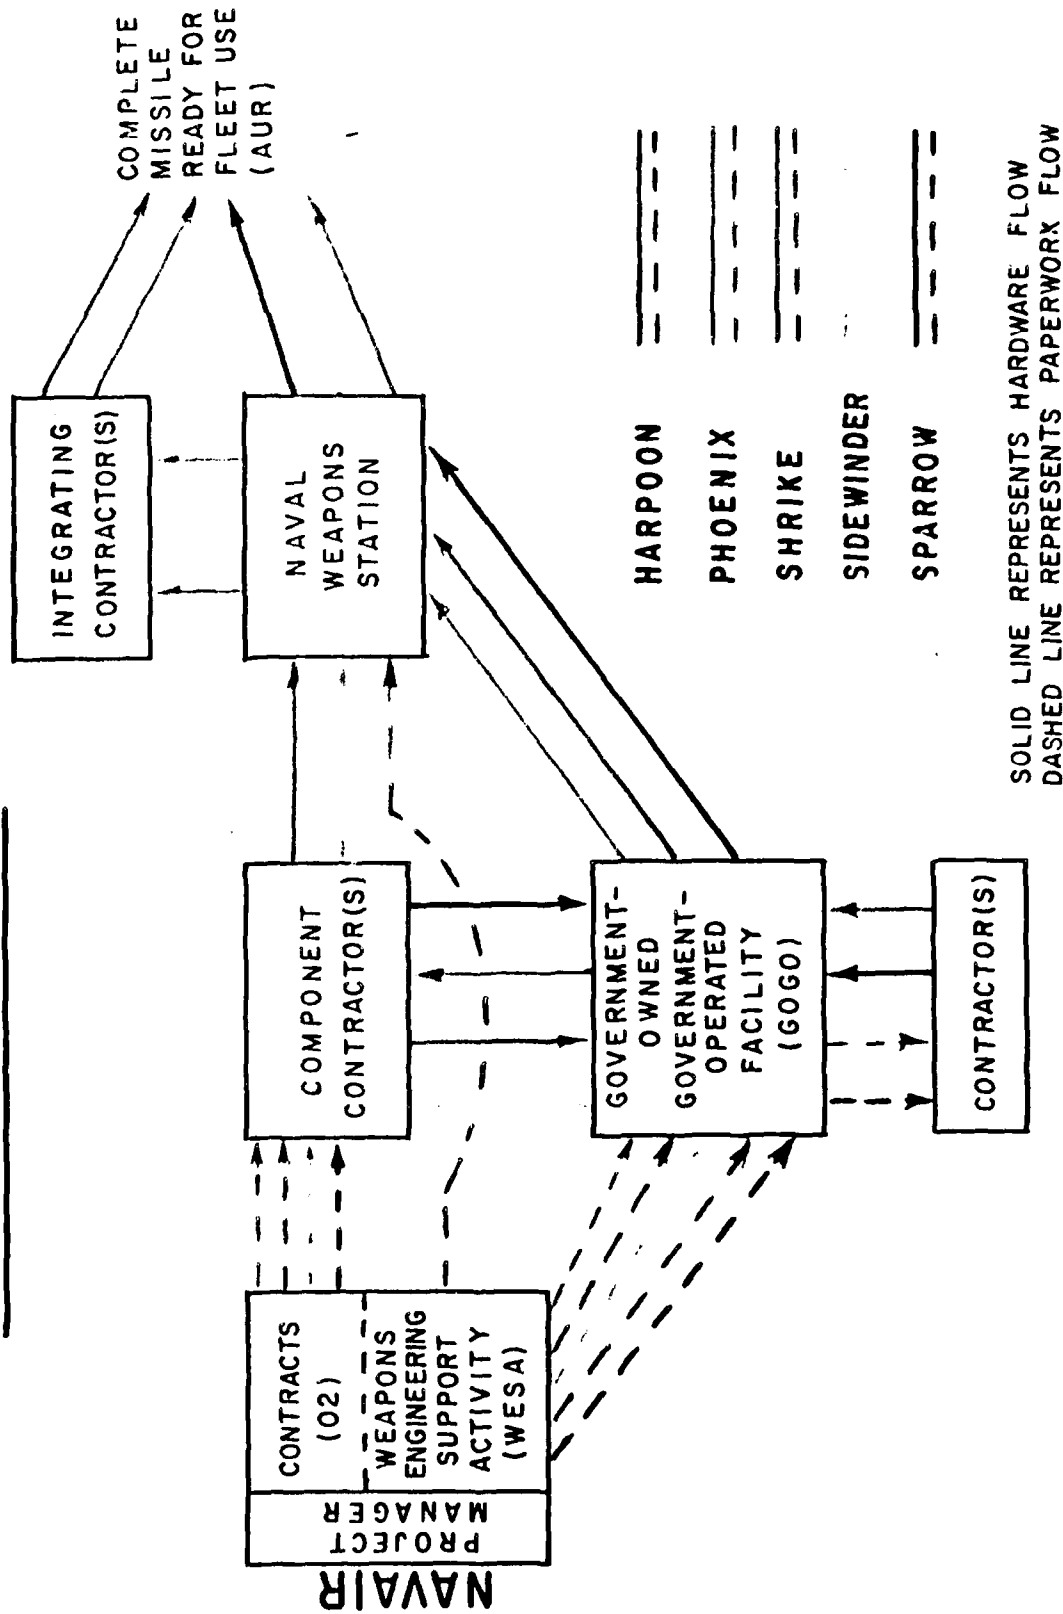 NAVAIR
PROJECT
MANAGER
CONTRACTS
(02)
WEAPONS
ENGINEERING
SUPPORT
ACTIVITY
(WESA)
COMPONENT
CONTRACTOR(S)
GOVERNMENT-
OWNED
GOVERNMENT-
OPERATED
FACILITY
(GOGO)
CONTRACTOR(S)
INTEGRATING
CONTRACTOR(S)
NAVAL
WEAPONS
STATION
COMPLETE
MISSILE
READY FOR
FLEET USE
(AUR)
HARPOON
PHOENIX
SHRIKE
SIDEWINDER
SPARROW
SOLID LINE REPRESENTS HARDWARE FLOW
DASHED LINE REPRESENTS PAPERWORX FLOW